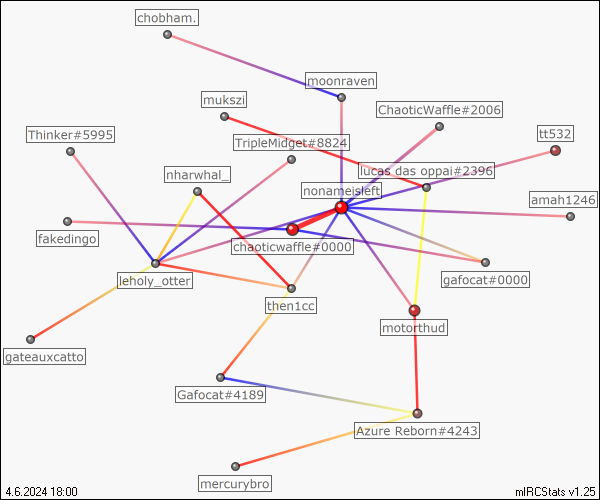 chobham.
moonraven
mukszi
ChaoticWaffle#2006
Thinker#5995
TripleMidget#8824
tt532
nharwhal_
lucas das oppai#2396
nonameisleft
amah1246
fakedingo
chaoticwaffle#0000
leholy_otter
gafocat#0000
then1cc
motorthud
gateauxcatto
Gafocat#4189
Azure Reborn#4243
mercurybro
4.6.2024 18:00
mIRCStats v1.25